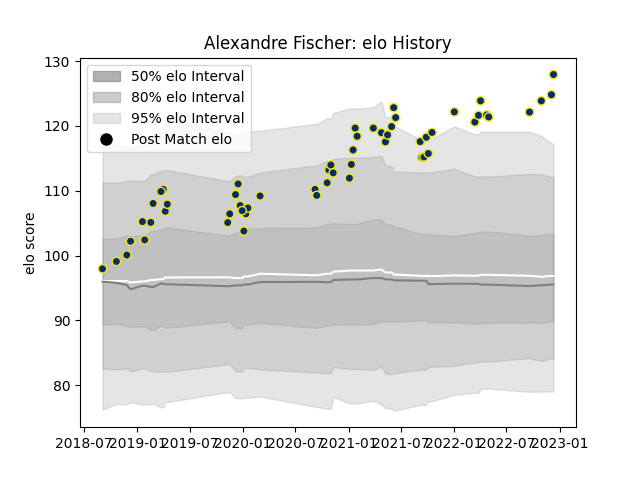 Alexandre Fischer: elo History
130
120
110
100
90
80
elo score
50% elo Interval
80% elo Interval
95% elo Interval
Post Match elo
2018-07 2019-01 2019-07 2020-01 2020-07 2021-01 2021-07 2022-01 2022-07 2023-01